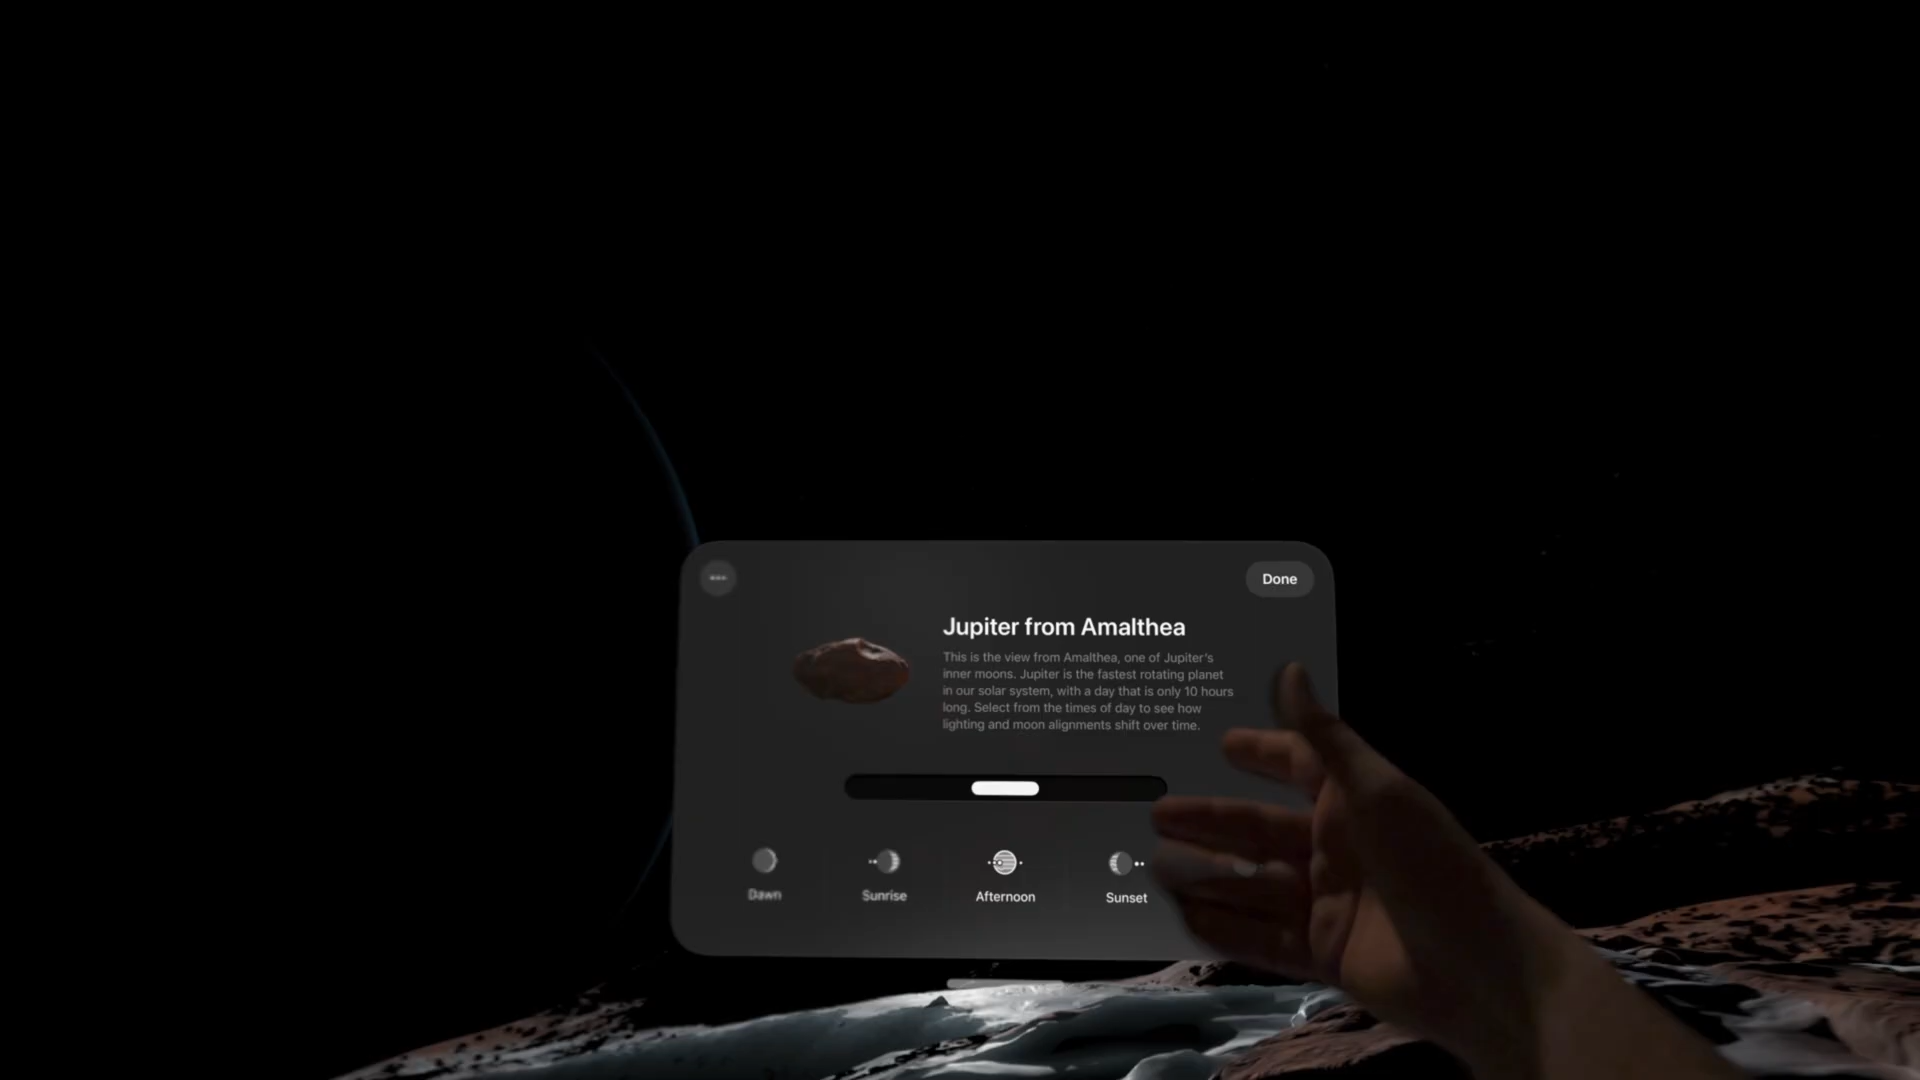 Done
Jupiter from Amalthea
This is the view from Amalthea, one of Jupiter's
inner moons. Jupiter is the fastest rotating planet
in our solar system, with a day that is only 10 hours
long. Select from the times of day to see how
lighting and moon alignments shift over time.
Dawn Sunrise Afternoon Sunset